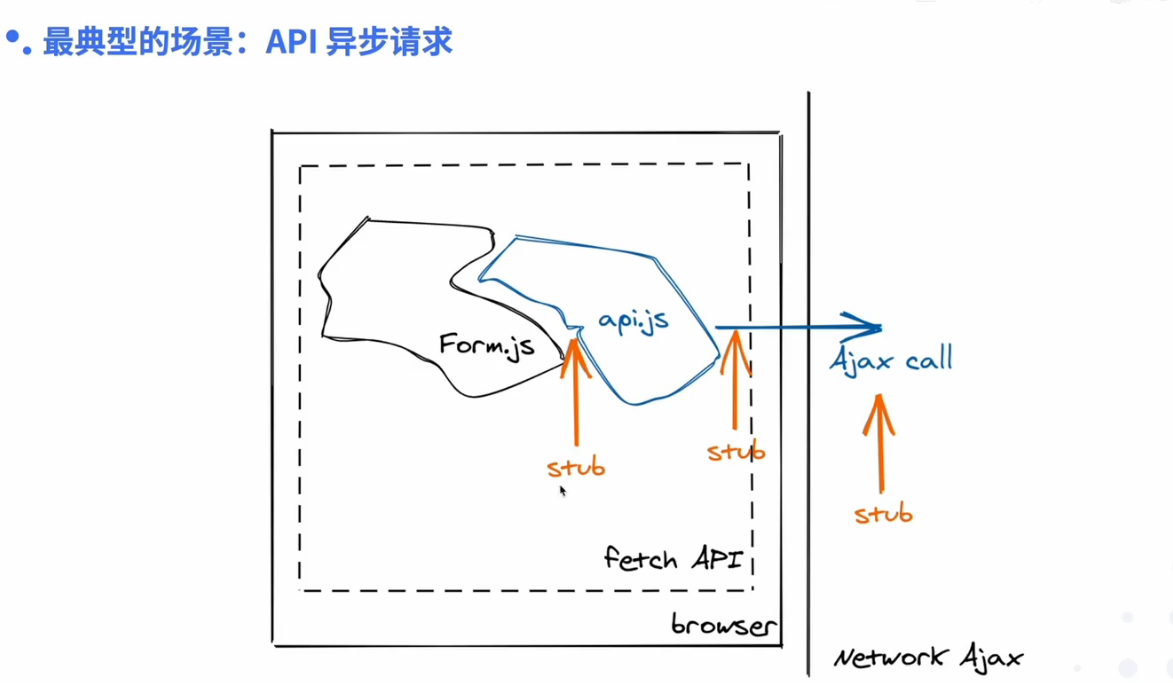 最典型的场景：API 异步请求
Form.js
api.js
Ajax call
stub
stub
stub
fetch API
browser
Network Ajax